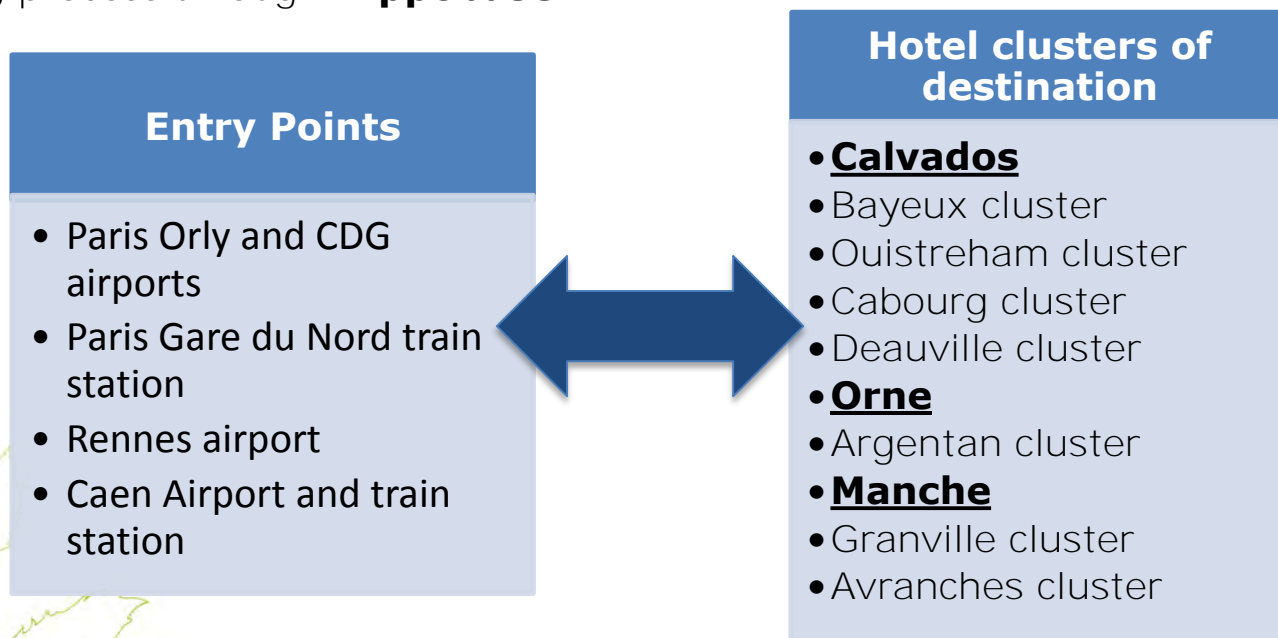 Entry Points
• Paris Orly and CDG
airports
• Paris Gare du Nord train
station
• Rennes airport
• Caen Airport and train
station
Hotel clusters of
destination
• Calvados
• Bayeux cluster
• Ouistreham cluster
• Cabourg cluster
• Deauville cluster
• Orne
• Argentan cluster
• Manche
• Granville cluster
• Avranches cluster